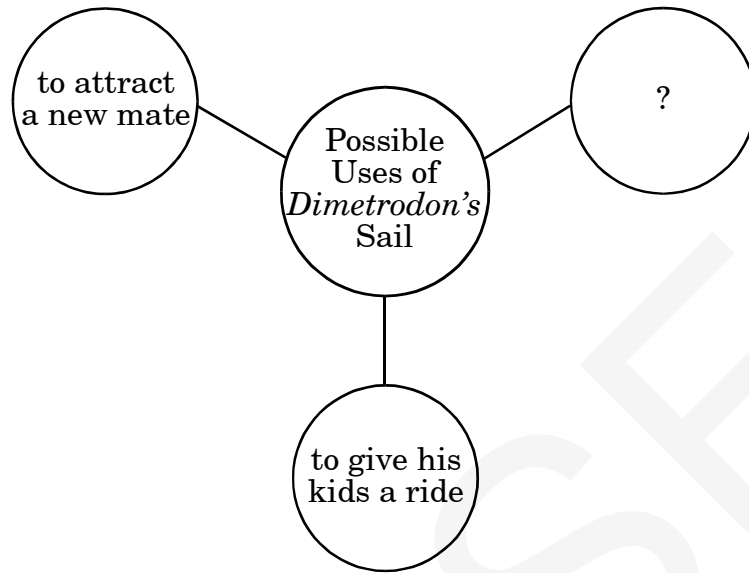 to attract
a new mate
?
Possible
Uses of
Dimetrodon’s
Sail
to give his
kids a ride